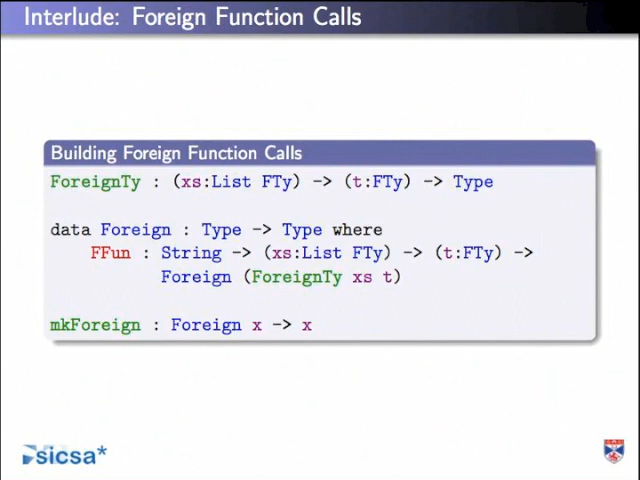 Interlude: Foreign Function Calls
Building Foreign Function Calls
ForeignTy : (xs:List FTy) -> (t:FTy) -> Type
data Foreign : Type -> Type where
FFun : String -> (xs:List FTy) -> (t:FTy) ->
Foreign (ForeignTy xs t)
mkForeign : Foreign x -> x
sicsa*